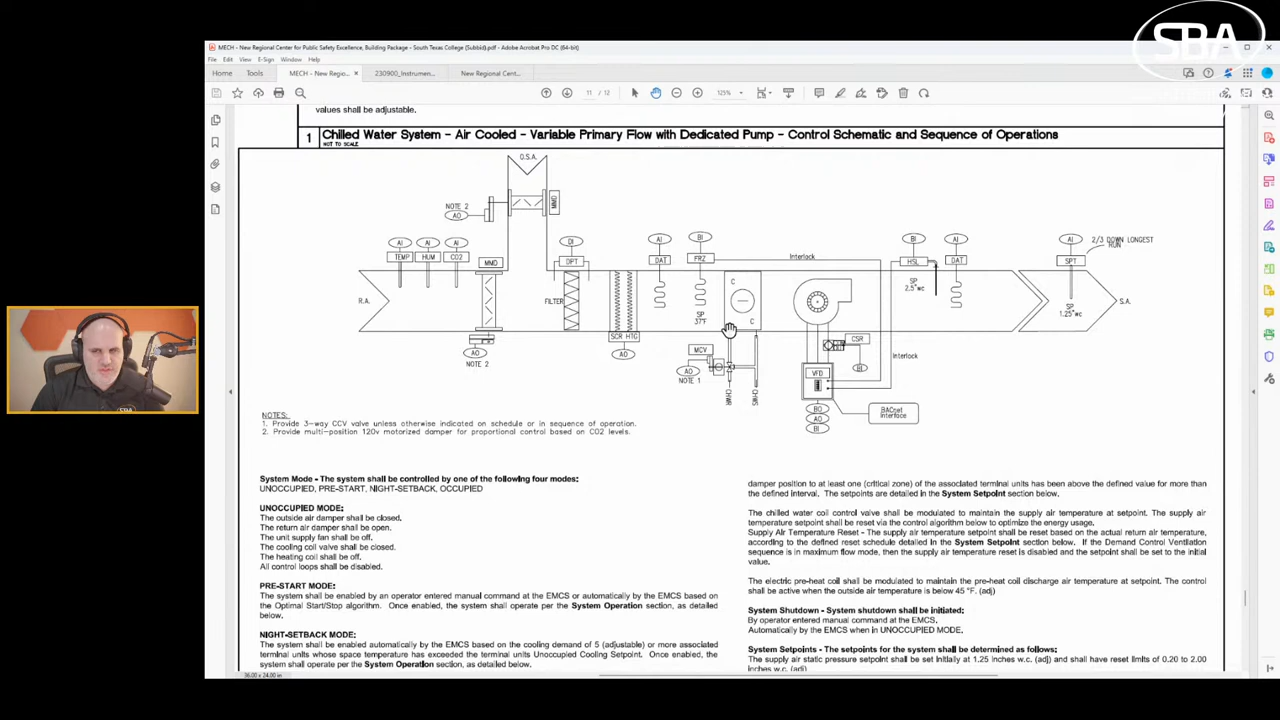 SBA
MECH - New Regional Center for Public Safety Excellence, Building Package - South Texas College (Subbid).pdf - Adobe Acrobat Pro DC (64-bit)
File Edit View E-Sign Window Help
Home Tools MECH - New Regio... × 230900_Instrumen... New Regional Cent...
11 / 12 125%
values shall be adjustable.
1 Chilled Water System - Air Cooled - Variable Primary Flow with Dedicated Pump - Control Schematic and Sequence of Operations
NOT TO SCALE
O.S.A.
NOTE 2
AO
MMD
AI AI AI
TEMP HUM CO2
MMD
DI
DPT
AI
DAT
BI
FRZ
Interlock
BI
HSL
AI
DAT
AI
SPT
2/3 DOWN LONGEST
RUN
R.A.
FILTER
C
C
SP
37°F
SP
2.5"wc
SP
1.25"wc
S.A.
AO
NOTE 2
SCR HTG
AO
MCV
AO
NOTE 1
CHWR
CHWS
CSR
BI
VFD
Interlock
BO
AO
BI
BACnet
Interface
NOTES:
1. Provide 3-way CCV valve unless otherwise indicated on schedule or in sequence of operation.
2. Provide multi-position 120v motorized damper for proportional control based on CO2 levels.
System Mode - The system shall be controlled by one of the following four modes:
UNOCCUPIED, PRE-START, NIGHT-SETBACK, OCCUPIED
UNOCCUPIED MODE:
The outside air damper shall be closed.
The return air damper shall be open.
The unit supply fan shall be off.
The cooling coil valve shall be closed.
The heating coil shall be off.
All control loops shall be disabled.
PRE-START MODE:
The system shall be enabled by an operator entered manual command at the EMCS or automatically by the EMCS based on
the Optimal Start/Stop algorithm. Once enabled, the system shall operate per the System Operation section, as detailed
below.
NIGHT-SETBACK MODE:
The system shall be enabled automatically by the EMCS based on the cooling demand of 5 (adjustable) or more associated
terminal units whose space temperature has exceeded the terminal units Unoccupied Cooling Setpoint. Once enabled, the
system shall operate per the System Operation section, as detailed below.
damper position to at least one (critical zone) of the associated terminal units has been above the defined value for more than
the defined interval. The setpoints are detailed in the System Setpoint section below.
The chilled water coil control valve shall be modulated to maintain the supply air temperature at setpoint. The supply air
temperature setpoint shall be reset via the control algorithm below to optimize the energy usage.
Supply Air Temperature Reset - The supply air temperature setpoint shall be reset based on the actual return air temperature,
according to the defined reset schedule detailed in the System Setpoint section below. If the Demand Control Ventilation
sequence is in maximum flow mode, then the supply air temperature reset is disabled and the setpoint shall be set to the initial
value.
The electric pre-heat coil shall be modulated to maintain the pre-heat coil discharge air temperature at setpoint. The control
shall be active when the outside air temperature is below 45 °F. (adj)
System Shutdown - System shutdown shall be initiated:
By operator entered manual command at the EMCS.
Automatically by the EMCS when in UNOCCUPIED MODE.
System Setpoints - The setpoints for the system shall be determined as follows:
The supply air static pressure setpoint shall be set initially at 1.25 inches w.c. (adj) and shall have reset limits of 0.20 to 2.00
inches w.c. (adj)
36.00 x 24.00 in